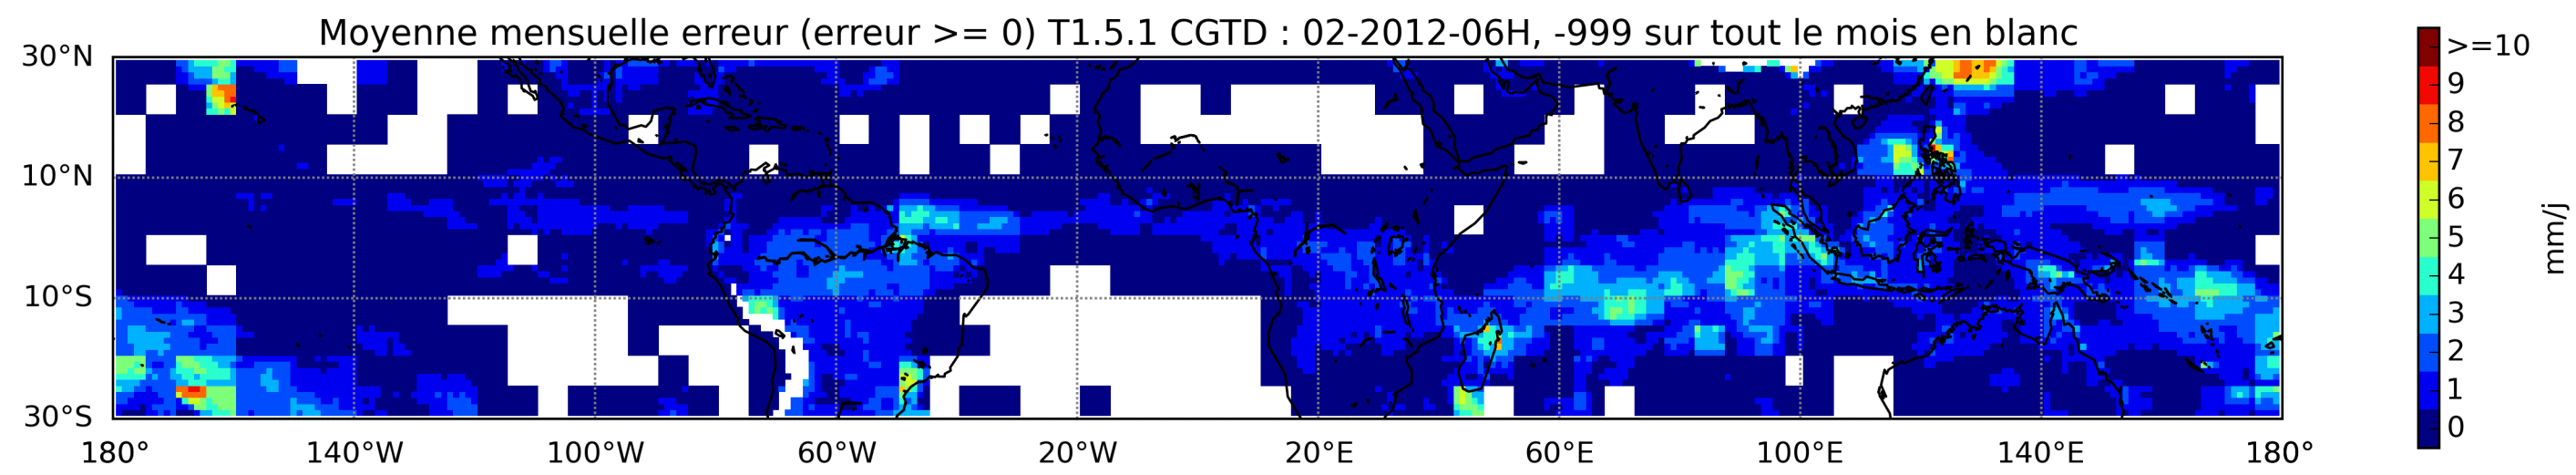 Moyenne mensuelle erreur (erreur >= 0) T1.5.1 CGTD : 02-2012-06H, -999 sur tout le mois en blanc
30°N
10°N
10°S
30°S
180° 140°W 100°W 60°W 20°W 20°E 60°E 100°E 140°E 180°
>=10
9
8
7
6
5
4
3
2
1
0
mm/j